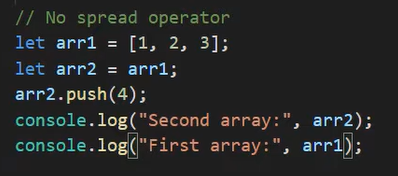 // No spread operator
let arr1 = [1, 2, 3];
let arr2 = arr1;
arr2.push(4);
console.log("Second array:", arr2);
console.log("First array:", arr1);